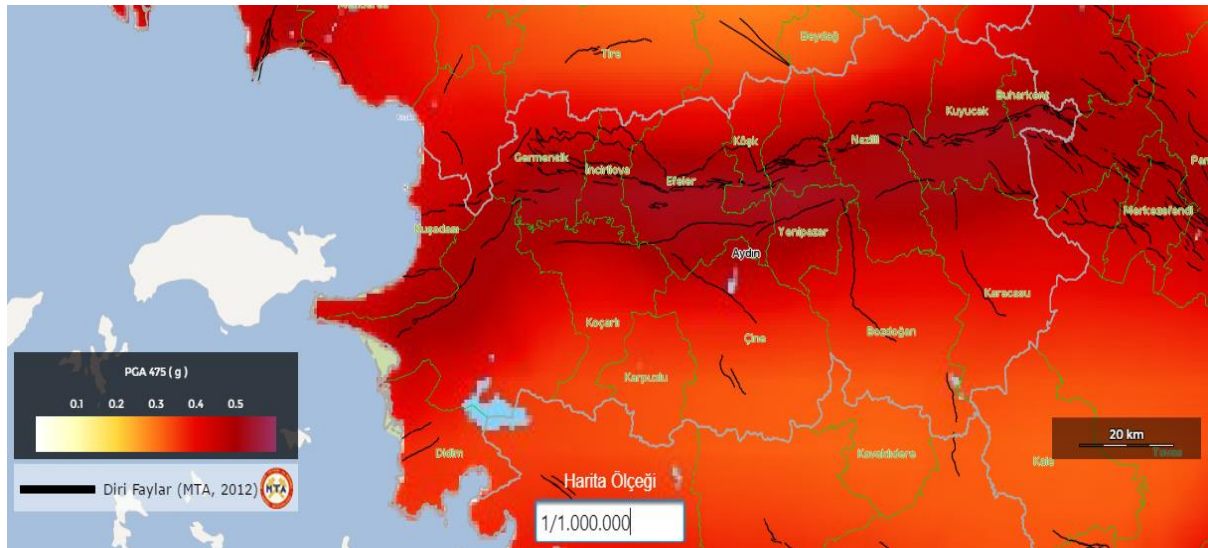 Tire
Beydağ
Buharkent
Kuyucak
Nazilli
Köşk
Germencik
İncirliova
Efeler
Merkezefendi
Kuşadası
Yenipazar
Aydın
Karacasu
Koçarlı
Çine
Bozdoğan
Karpuzlu
PGA 475 ( g )
0.1 0.2 0.3 0.4 0.5
20 km
Didim
Kavaklıdere
Kale
Tavas
Harita Ölçeği
Diri Faylar (MTA, 2012)
MTA
1/1.000.000